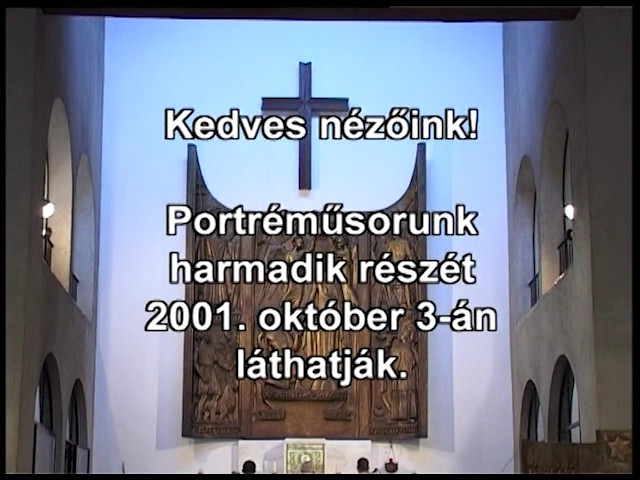 Kedves nézőink!
Portréműsorunk
harmadik részét
2001. október 3-án
láthatják.